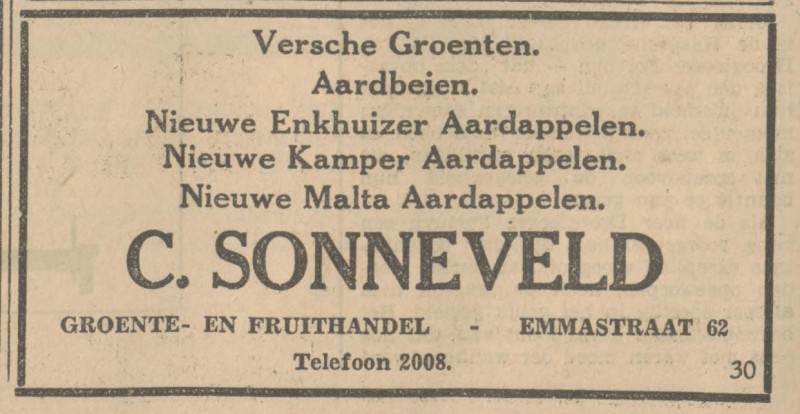 Versche Groenten.
Aardbeien.
Nieuwe Enkhuizer Aardappelen.
Nieuwe Kamper Aardappelen.
Nieuwe Malta Aardappelen.
C. SONNEVELD
GROENTE- EN FRUITHANDEL - EMMASTRAAT 62
Telefoon 2008.
30